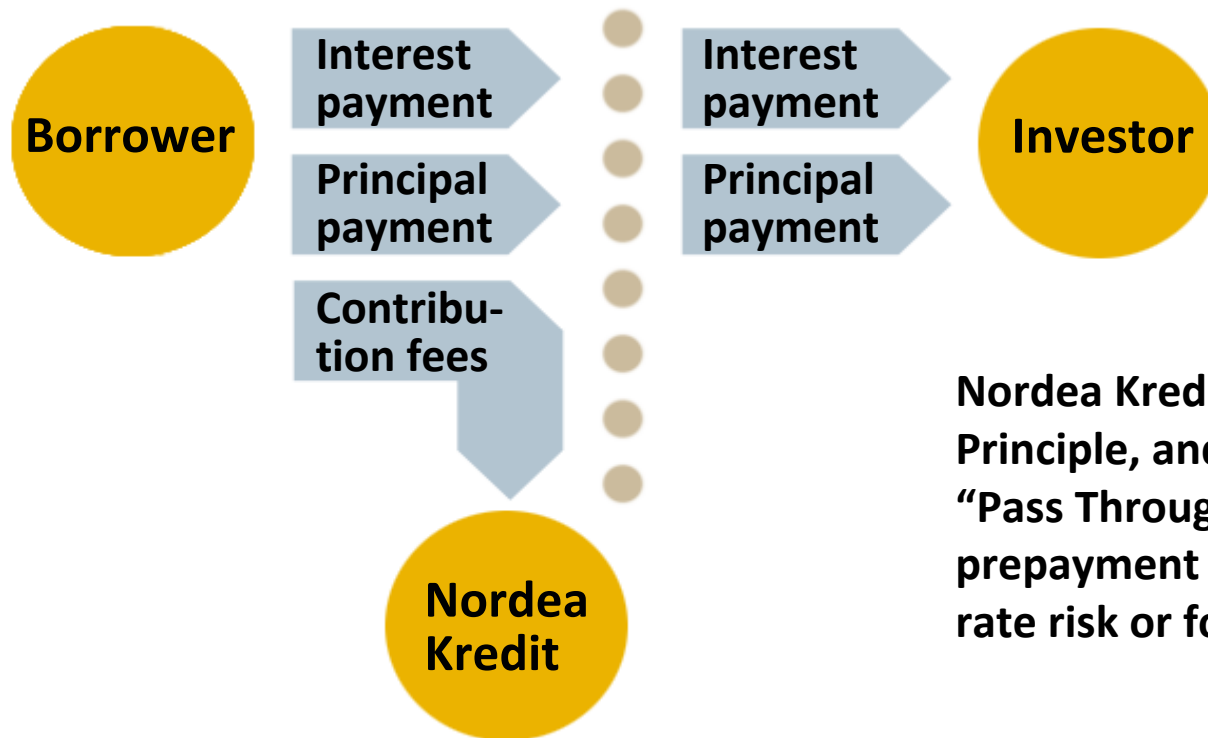 Borrower
Interest
payment
Principal
payment
Contribu-
tion fees
Interest
payment
Principal
payment
Investor
Nordea
Kredit
Nordea Kred
Principle, and
“Pass Throug
prepayment
rate risk or fo